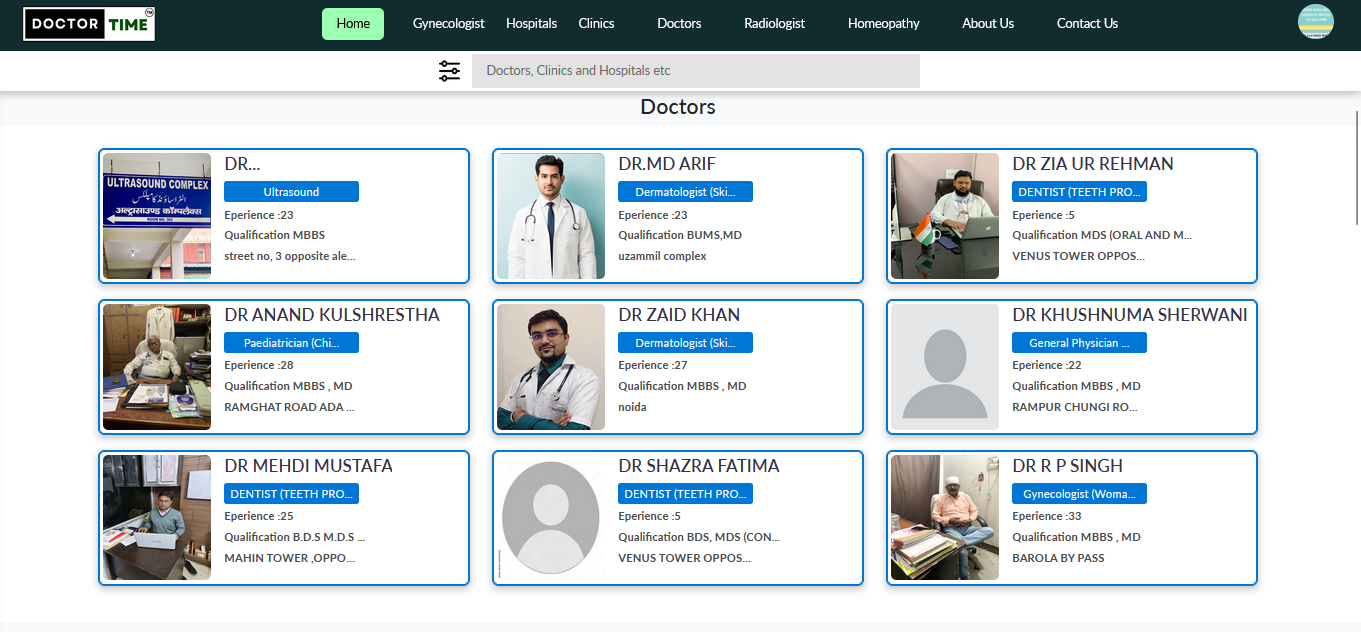 DOCTOR TIME TM
Home Gynecologist Hospitals Clinics Doctors Radiologist Homeopathy About Us Contact Us
Doctors, Clinics and Hospitals etc
Doctors
ULTRASOUND COMPLEX
الٹراساؤنڈ کامپلکس
अल्ट्रासाउण्ड कॉम्पलैक्स
DR...
Ultrasound
Eperience :23
Qualification MBBS
street no, 3 opposite ale...
DR.MD ARIF
Dermatologist (Ski...
Eperience :23
Qualification BUMS,MD
uzammil complex
DR ZIA UR REHMAN
DENTIST (TEETH PRO...
Eperience :5
Qualification MDS (ORAL AND M...
VENUS TOWER OPPOS...
DR ANAND KULSHRESTHA
Paediatrician (Chi...
Eperience :28
Qualification MBBS , MD
RAMGHAT ROAD ADA ...
DR ZAID KHAN
Dermatologist (Ski...
Eperience :27
Qualification MBBS , MD
noida
DR KHUSHNUMA SHERWANI
General Physician ...
Eperience :22
Qualification MBBS , MD
RAMPUR CHUNGI RO...
DR MEHDI MUSTAFA
DENTIST (TEETH PRO...
Eperience :25
Qualification B.D.S M.D.S ...
MAHIN TOWER ,OPPO...
DR SHAZRA FATIMA
DENTIST (TEETH PRO...
Eperience :5
Qualification BDS, MDS (CON...
VENUS TOWER OPPOS...
DR R P SINGH
Gynecologist (Woma...
Eperience :33
Qualification MBBS , MD
BAROLA BY PASS